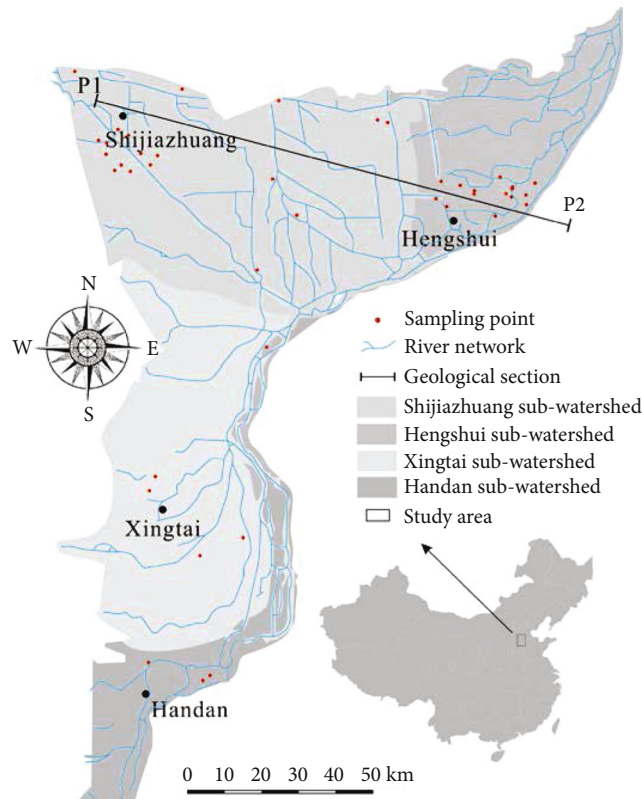 P1
Shijiazhuang
P2
Hengshui
N
W
E
S
Sampling point
River network
Geological section
Shijiazhuang sub-watershed
Hengshui sub-watershed
Xingtai sub-watershed
Handan sub-watershed
Study area
Xingtai
Handan
0 10 20 30 40 50 km